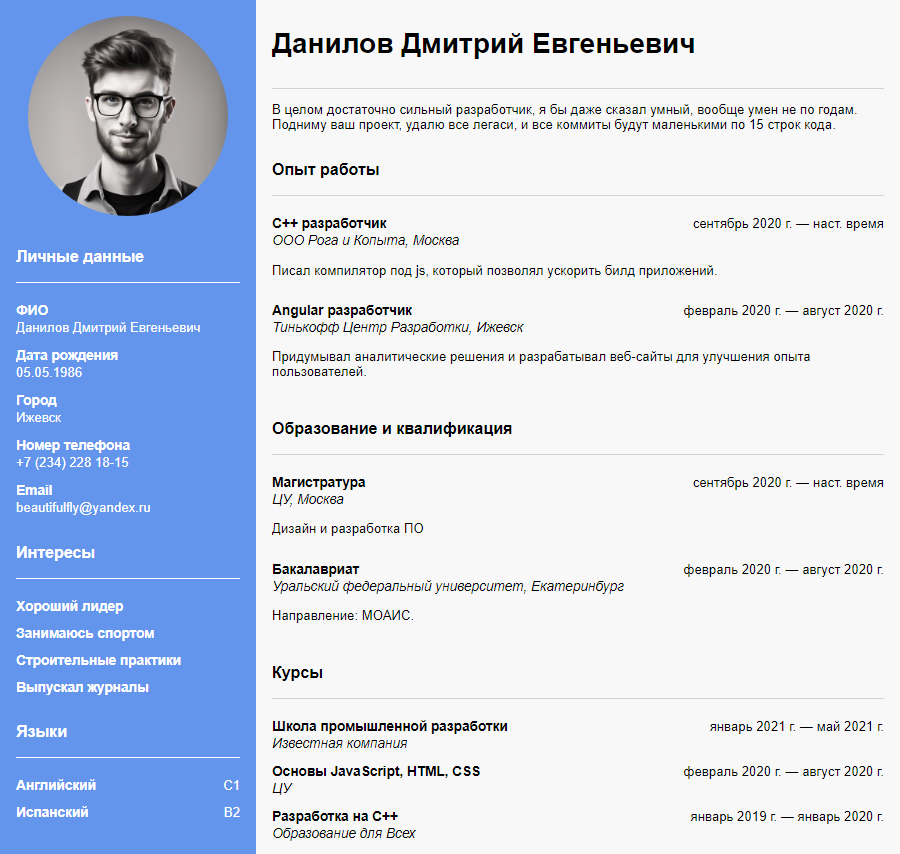 Личные данные
ФИО
Данилов Дмитрий Евгеньевич
Дата рождения
05.05.1986
Город
Ижевск
Номер телефона
+7 (234) 228 18-15
Email
beautifulfly@yandex.ru
Интересы
Хороший лидер
Занимаюсь спортом
Строительные практики
Выпускал журналы
Языки
Английский C1
Испанский B2
Данилов Дмитрий Евгеньевич
В целом достаточно сильный разработчик, я бы даже сказал умный, вообще умен не по годам.
Подниму ваш проект, удалю все легаси, и все коммиты будут маленькими по 15 строк кода.
Опыт работы
C++ разработчик сентябрь 2020 г. — наст. время
ООО Рога и Копыта, Москва
Писал компилятор под js, который позволял ускорить билд приложений.
Angular разработчик февраль 2020 г. — август 2020 г.
Тинькофф Центр Разработки, Ижевск
Придумывал аналитические решения и разрабатывал веб-сайты для улучшения опыта
пользователей.
Образование и квалификация
Магистратура сентябрь 2020 г. — наст. время
ЦУ, Москва
Дизайн и разработка ПО
Бакалавриат февраль 2020 г. — август 2020 г.
Уральский федеральный университет, Екатеринбург
Направление: МОАИС.
Курсы
Школа промышленной разработки январь 2021 г. — май 2021 г.
Известная компания
Основы JavaScript, HTML, CSS февраль 2020 г. — август 2020 г.
ЦУ
Разработка на C++ январь 2019 г. — январь 2020 г.
Образование для Всех